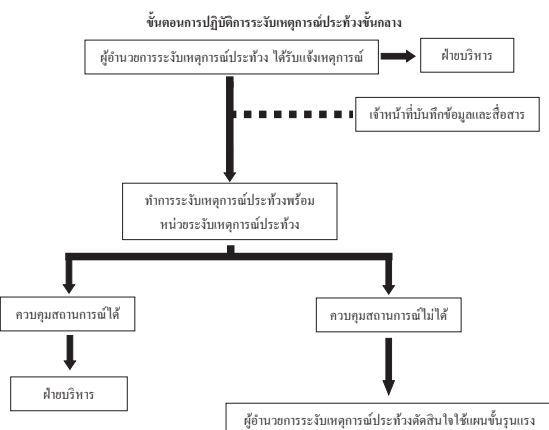 ขั้นตอนการปฏิบัติการระงับเหตุการณ์ประท้วงขั้นกลาง
ผู้อำนวยการระงับเหตุการณ์ประท้วง ได้รับแจ้งเหตุการณ์
ฝ่ายบริหาร
เจ้าหน้าที่บันทึกข้อมูลและสื่อสาร
ทำการระงับเหตุการณ์ประท้วงพร้อม
หน่วยระงับเหตุการณ์ประท้วง
ควบคุมสถานการณ์ได้
ควบคุมสถานการณ์ไม่ได้
ฝ่ายบริหาร
ผู้อำนวยการระงับเหตุการณ์ประท้วงตัดสินใจใช้แผนขั้นรุนแรง